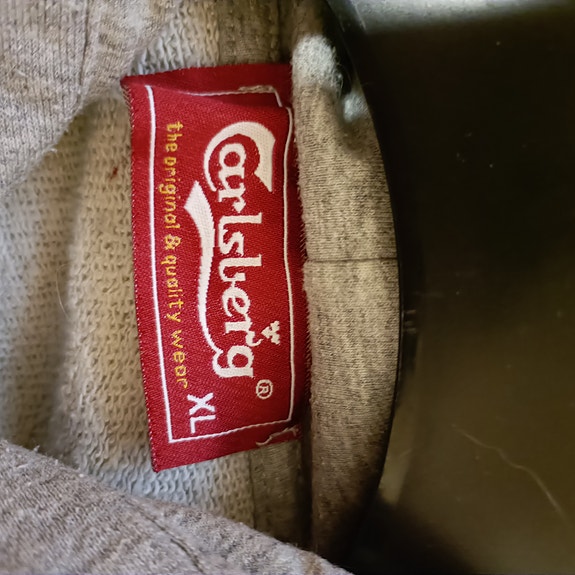 Carlsberg®
the original & quality wear
XL